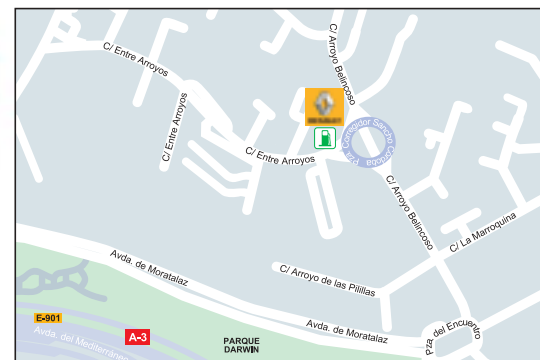 C/ Arroyo Belincoso
C/ Entre Arroyos
C/ Entre Arroyos
RENAULT
Pza. Corregidor Sancho Córdoba
C/ Entre Arroyos
C/ Arroyo Belincoso
C/ La Marroquina
Avda. de Moratalaz
C/ Arroyo de las Pilillas
E-901
Avda. de Moratalaz
Pza. del Encuentro
Avda. del Mediterráneo
A-3
PARQUE
DARWIN